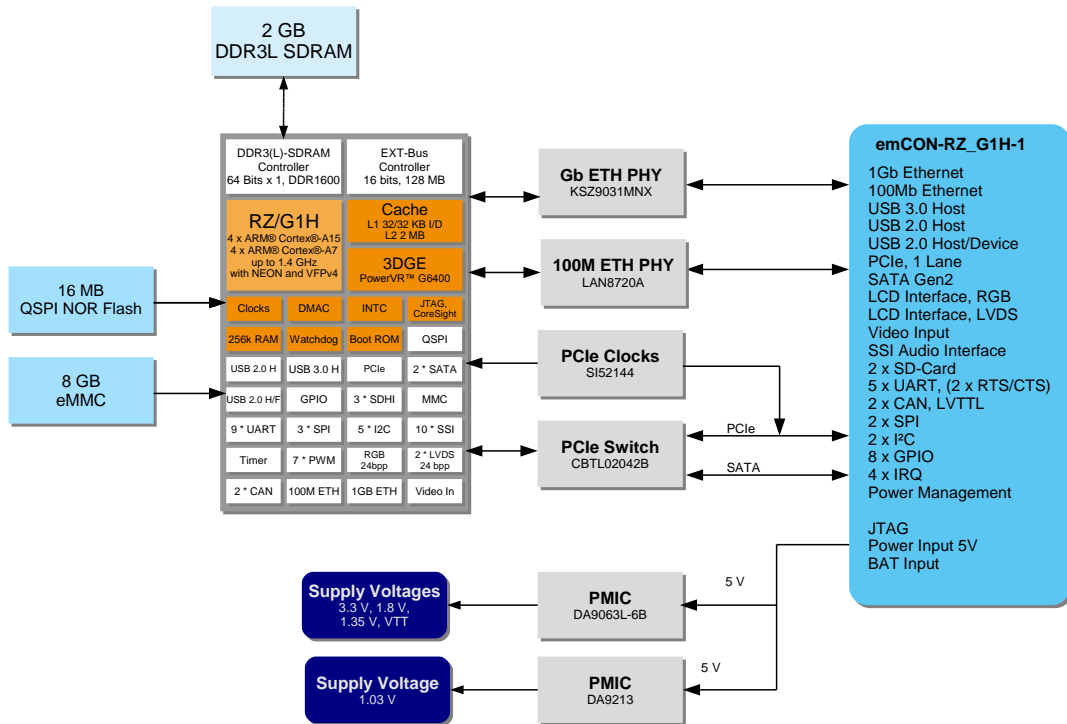 2 GB
DDR3L SDRAM
DDR3(L)-SDRAM
Controller
64 Bits x 1, DDR1600
EXT-Bus
Controller
16 bits, 128 MB
RZ/G1H
4 x ARM® Cortex®-A15
4 x ARM® Cortex®-A7
up to 1.4 GHz
with NEON and VFPv4
Cache
L1 32/32 KB I/D
L2 2 MB
3DGE
PowerVR™ G6400
Clocks
DMAC
INTC
JTAG,
CoreSight
256k RAM
Watchdog
Boot ROM
QSPI
USB 2.0 H
USB 3.0 H
PCIe
2 * SATA
USB 2.0 H/F
GPIO
3 * SDHI
MMC
9 * UART
3 * SPI
5 * I2C
10 * SSI
Timer
7 * PWM
RGB
24bpp
2 * LVDS
24 bpp
2 * CAN
100M ETH
1GB ETH
Video In
16 MB
QSPI NOR Flash
8 GB
eMMC
Gb ETH PHY
KSZ9031MNX
100M ETH PHY
LAN8720A
PCIe Clocks
SI52144
PCIe Switch
CBTL02042B
PCIe
SATA
emCON-RZ_G1H-1
1Gb Ethernet
100Mb Ethernet
USB 3.0 Host
USB 2.0 Host
USB 2.0 Host/Device
PCIe, 1 Lane
SATA Gen2
LCD Interface, RGB
LCD Interface, LVDS
Video Input
SSI Audio Interface
2 x SD-Card
5 x UART, (2 x RTS/CTS)
2 x CAN, LVTTL
2 x SPI
2 x I²C
8 x GPIO
4 x IRQ
Power Management
JTAG
Power Input 5V
BAT Input
Supply Voltages
3.3 V, 1.8 V,
1.35 V, VTT
PMIC
DA9063L-6B
5 V
Supply Voltage
1.03 V
PMIC
DA9213
5 V